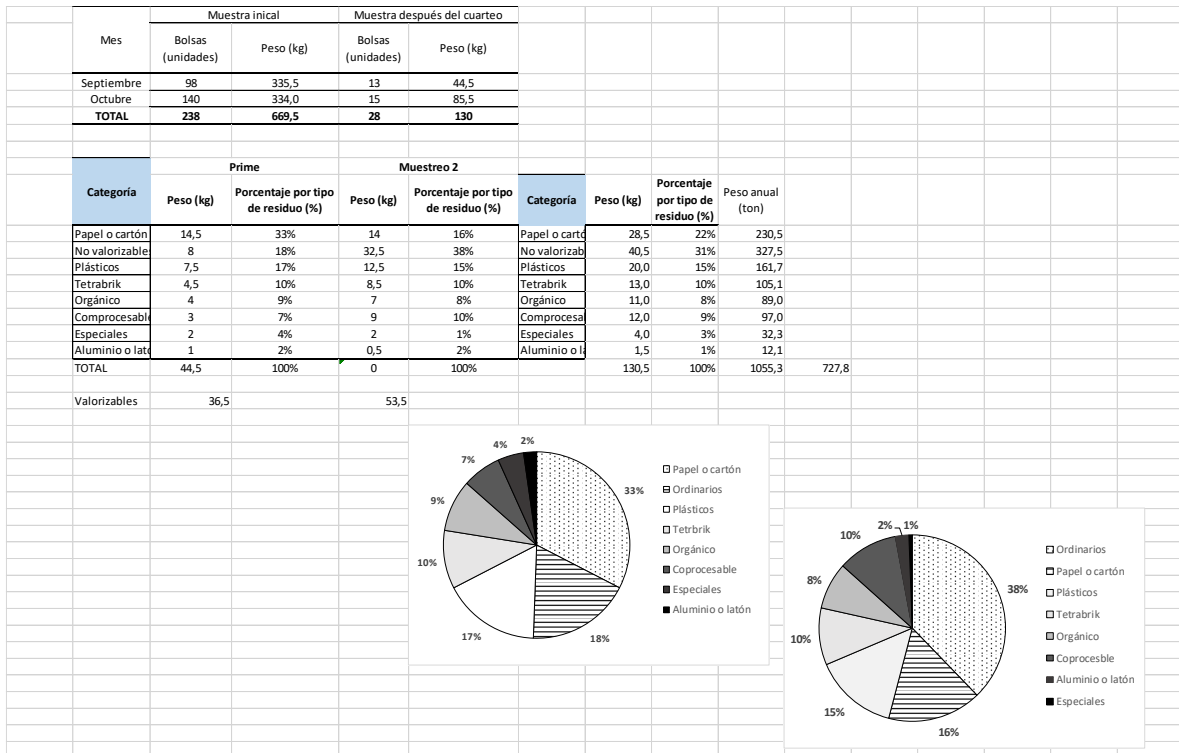 Muestra inical Muestra después del cuarteo
Mes Bolsas (unidades) Peso (kg) Bolsas (unidades) Peso (kg)
Septiembre 98 335,5 13 44,5
Octubre 140 334,0 15 85,5
TOTAL 238 669,5 28 130
Prime Muestreo 2
Categoría Peso (kg) Porcentaje por tipo de residuo (%) Peso (kg) Porcentaje por tipo de residuo (%) Categoría Peso (kg) Porcentaje por tipo de residuo (%) Peso anual (ton)
Papel o cartón 14,5 33% 14 16% Papel o cartó 28,5 22% 230,5
No valorizable 8 18% 32,5 38% No valorizab 40,5 31% 327,5
Plásticos 7,5 17% 12,5 15% Plásticos 20,0 15% 161,7
Tetrabrik 4,5 10% 8,5 10% Tetrabrik 13,0 10% 105,1
Orgánico 4 9% 7 8% Orgánico 11,0 8% 89,0
Comprocesabl 3 7% 9 10% Comprocesa 12,0 9% 97,0
Especiales 2 4% 2 1% Especiales 4,0 3% 32,3
Aluminio o lat 1 2% 0,5 2% Aluminio o l 1,5 1% 12,1
TOTAL 44,5 100% 0 100% 130,5 100% 1055,3 727,8
Valorizables 36,5 53,5
33%
18%
17%
10%
9%
7%
4%
2%
Papel o cartón
Ordinarios
Plásticos
Tetrbrik
Orgánico
Coprocesable
Especiales
Aluminio o latón
38%
16%
15%
10%
8%
10%
2%
1%
Ordinarios
Papel o cartón
Plásticos
Tetrabrik
Orgánico
Coprocesble
Aluminio o latón
Especiales